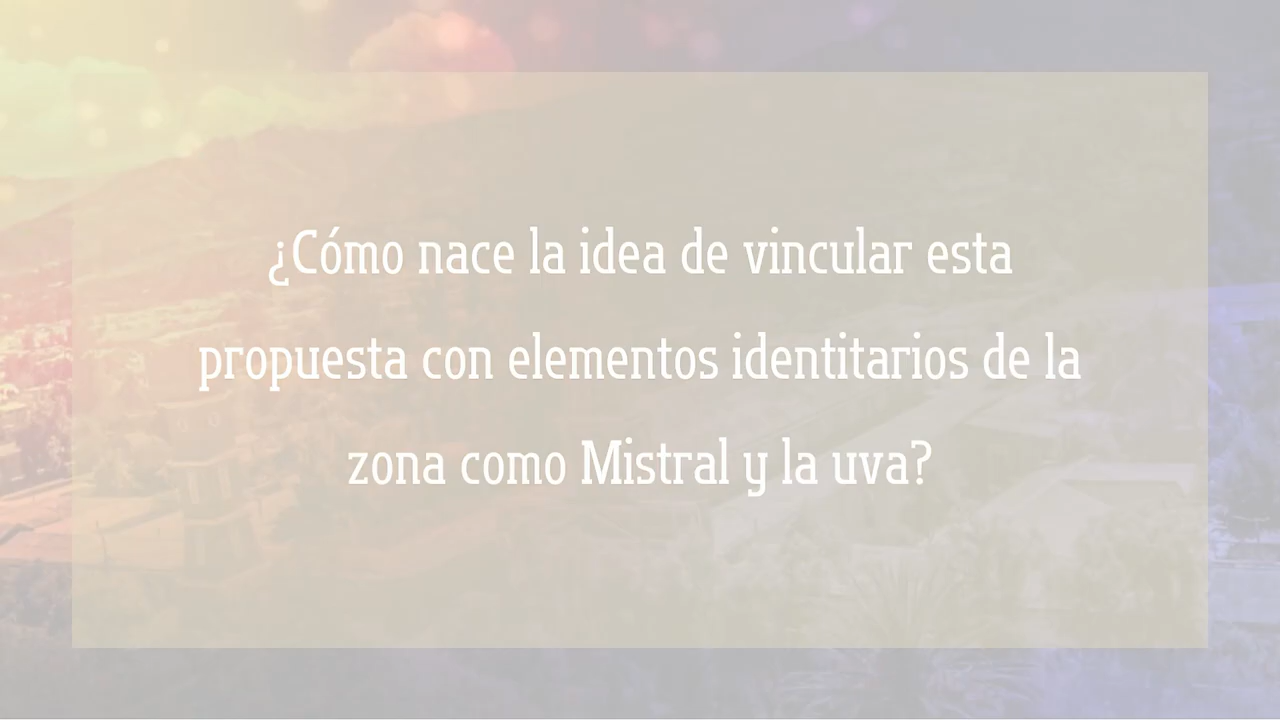 ¿Cómo nace la idea de vincular esta
propuesta con elementos identitarios de la
zona como Mistral y la uva?